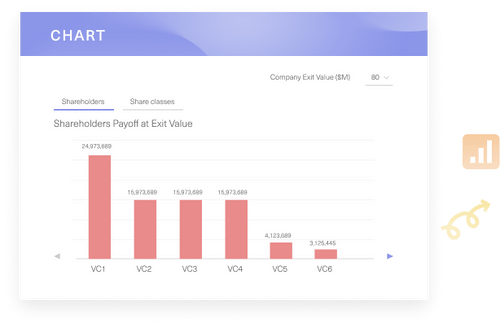 CHART
Company Exit Value ($M) 80
Shareholders Share classes
Shareholders Payoff at Exit Value
24,973,689
15,973,689 15,973,689 15,973,689
4,123,689
3,125,445
VC1 VC2 VC3 VC4 VC5 VC6